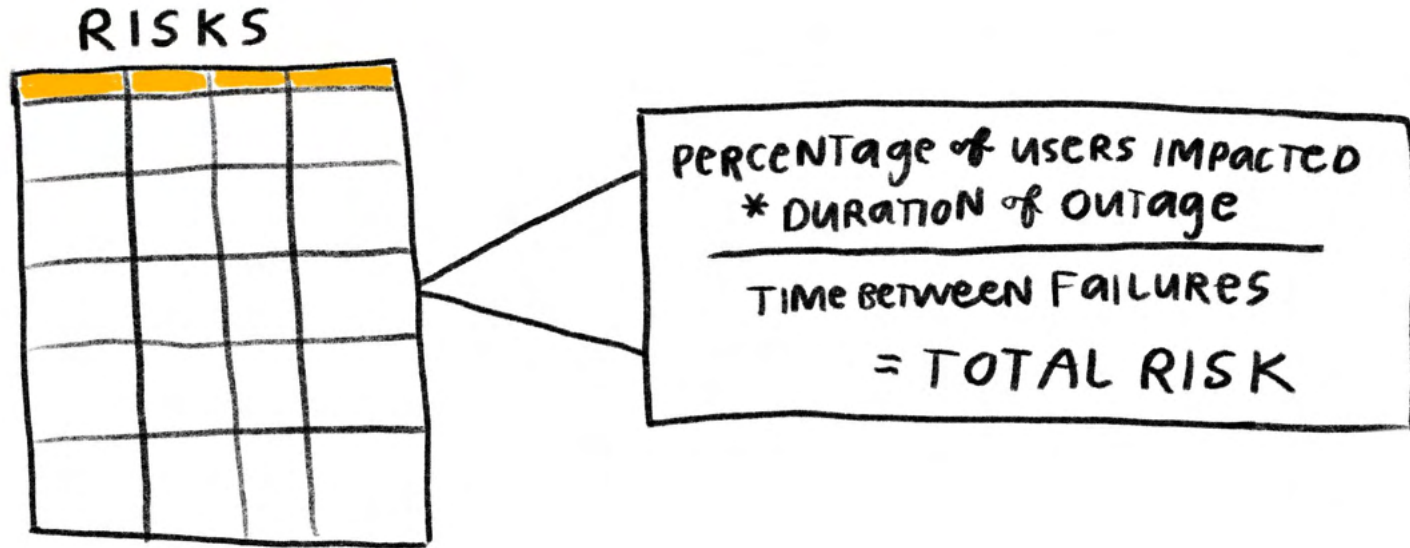 RISKS
PERCENTAGE of USERS IMPACTED
* DURATION of OUTAGE
TIME BETWEEN FAILURES
= TOTAL RISK